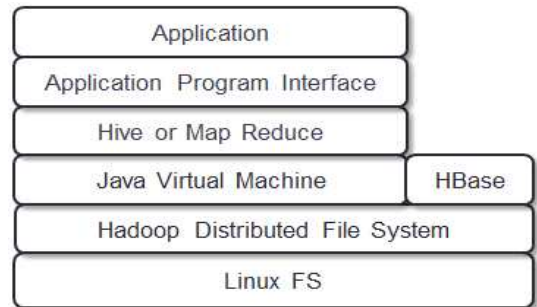 Application
Application Program Interface
Hive or Map Reduce
Java Virtual Machine HBase
Hadoop Distributed File System
Linux FS